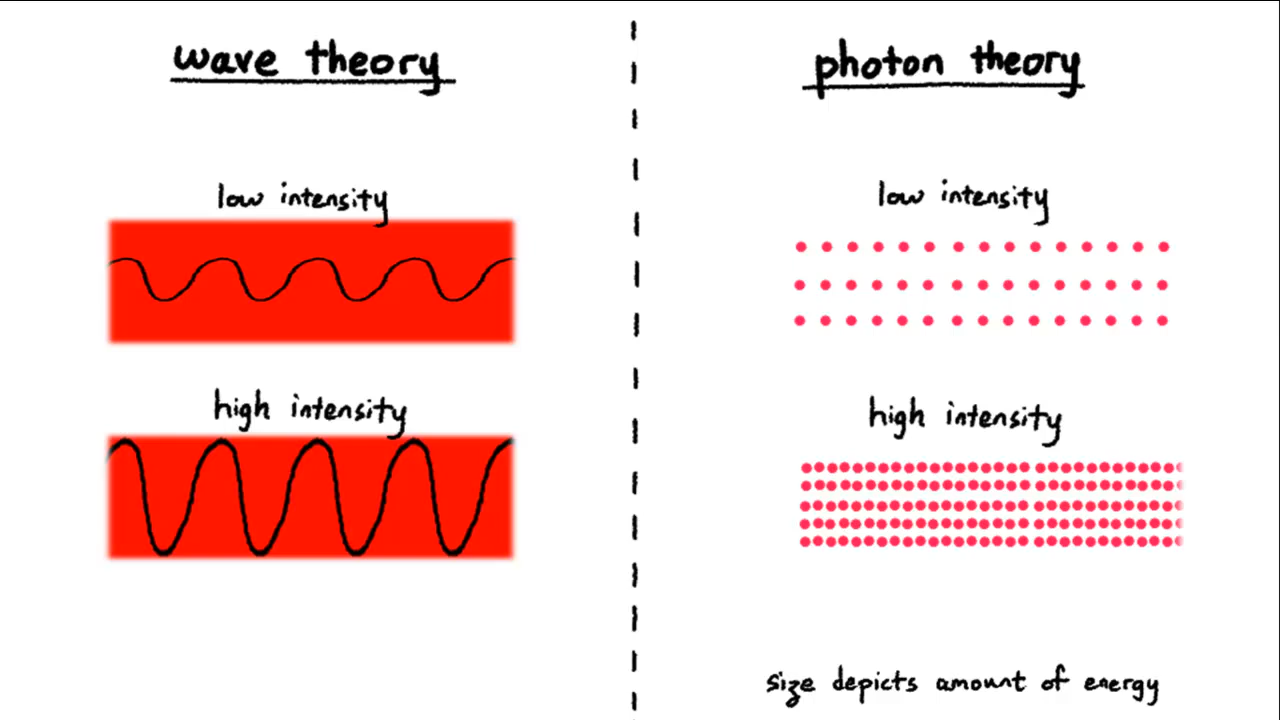 wave theory
low intensity
high intensity
photon theory
low intensity
high intensity
size depicts amount of energy